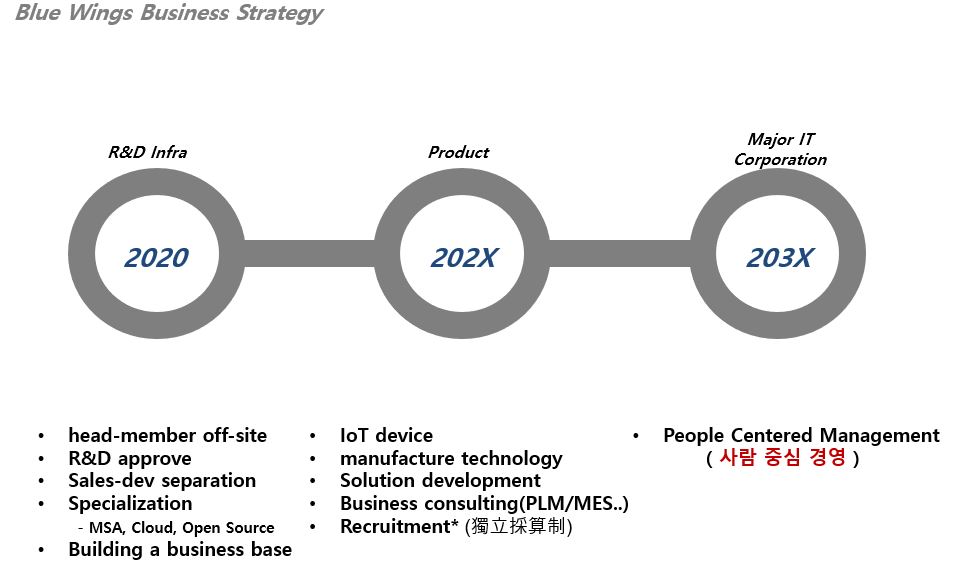 Blue Wings Business Strategy
R&D Infra
Product
Major IT
Corporation
2020
202X
203X
• head-member off-site
• R&D approve
• Sales-dev separation
• Specialization
- MSA, Cloud, Open Source
• Building a business base
• IoT device
• manufacture technology
• Solution development
• Business consulting(PLM/MES..)
• Recruitment* (獨立採算制)
• People Centered Management
( 사람 중심 경영 )